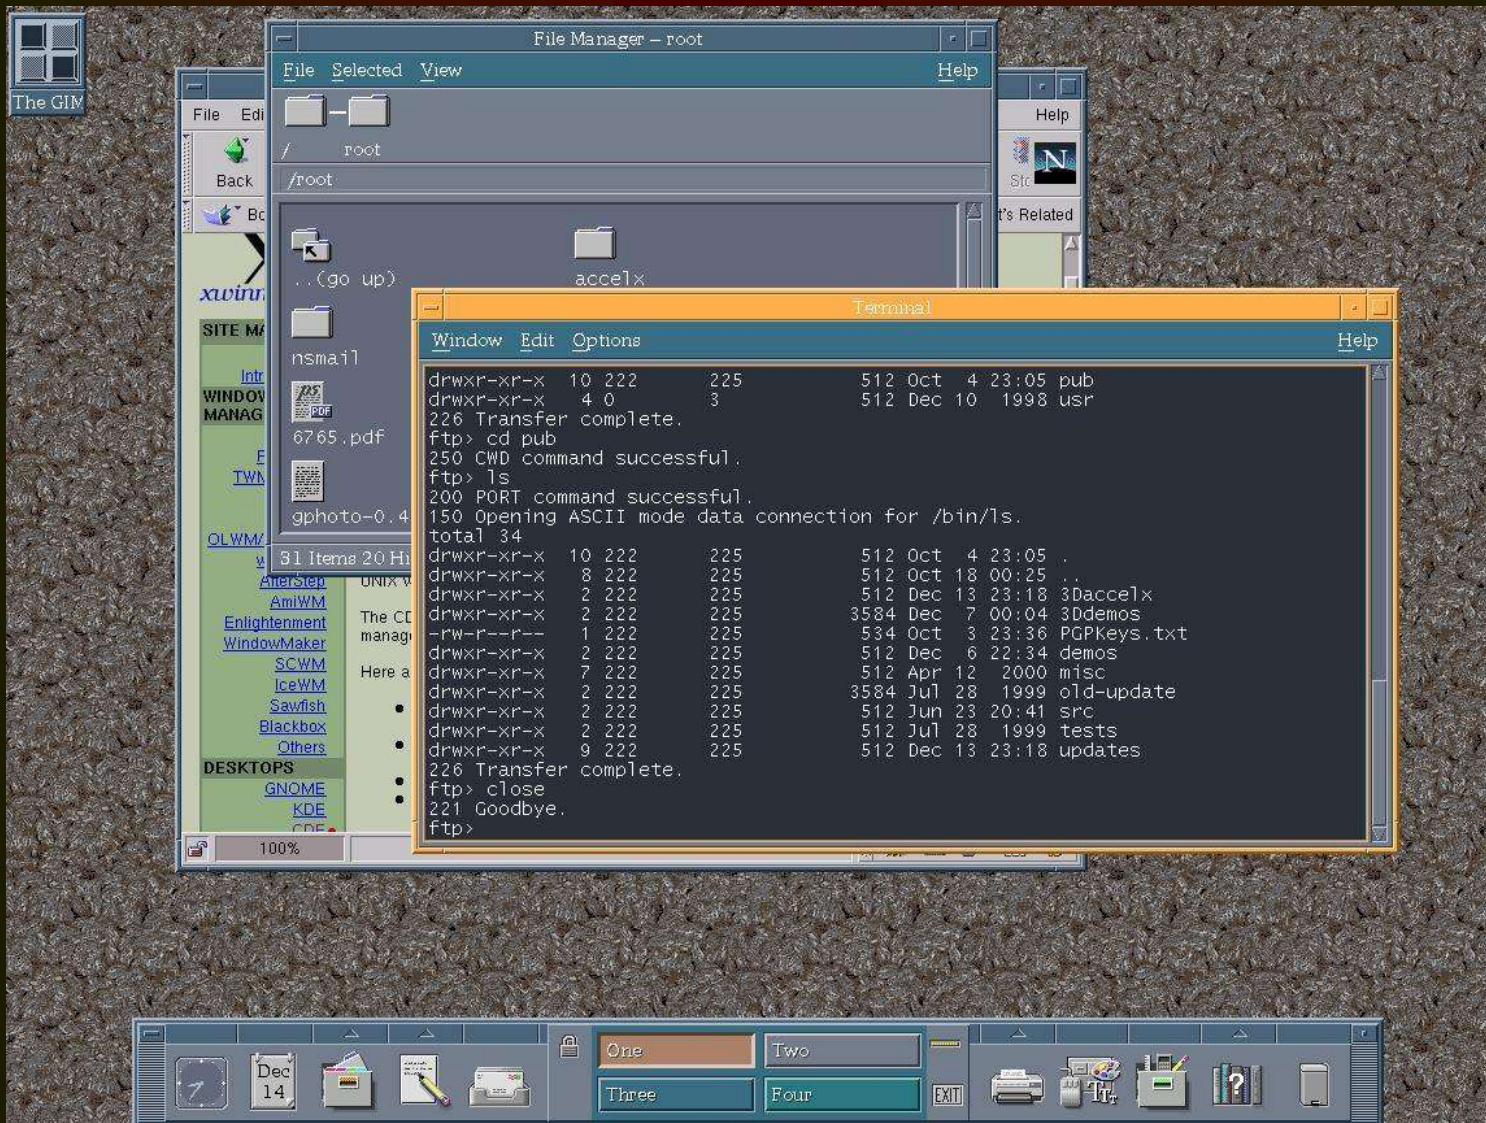 The GIM
File Manager – root
File Selected View Help
/ root
/root
..(go up) accelx
nsmail
6765.pdf
gphoto-0.4
31 Items 20 Hi
File Edi Help
Back
N
t's Related
SITE MA
Intr
WINDOW
MANAG
TWM
OLWM/
AfterStep
AmiWM
Enlightenment
WindowMaker
SCWM
IceWM
Sawfish
Blackbox
Others
DESKTOPS
GNOME
KDE
CDE
UNIX w
The CD
manag
Here a
100%
Terminal
Window Edit Options Help
drwxr-xr-x 10 222 225 512 Oct 4 23:05 pub
drwxr-xr-x 4 0 3 512 Dec 10 1998 usr
226 Transfer complete.
ftp> cd pub
250 CWD command successful.
ftp> ls
200 PORT command successful.
150 Opening ASCII mode data connection for /bin/ls.
total 34
drwxr-xr-x 10 222 225 512 Oct 4 23:05 .
drwxr-xr-x 8 222 225 512 Oct 18 00:25 ..
drwxr-xr-x 2 222 225 512 Dec 13 23:18 3Daccelx
drwxr-xr-x 2 222 225 3584 Dec 7 00:04 3Ddemos
-rw-r--r-- 1 222 225 534 Oct 3 23:36 PGPKeys.txt
drwxr-xr-x 2 222 225 512 Dec 6 22:34 demos
drwxr-xr-x 7 222 225 512 Apr 12 2000 misc
drwxr-xr-x 2 222 225 3584 Jul 28 1999 old-update
drwxr-xr-x 2 222 225 512 Jun 23 20:41 src
drwxr-xr-x 2 222 225 512 Jul 28 1999 tests
drwxr-xr-x 9 222 225 512 Dec 13 23:18 updates
226 Transfer complete.
ftp> close
221 Goodbye.
ftp>
Dec
14
One Two
Three Four
EXIT